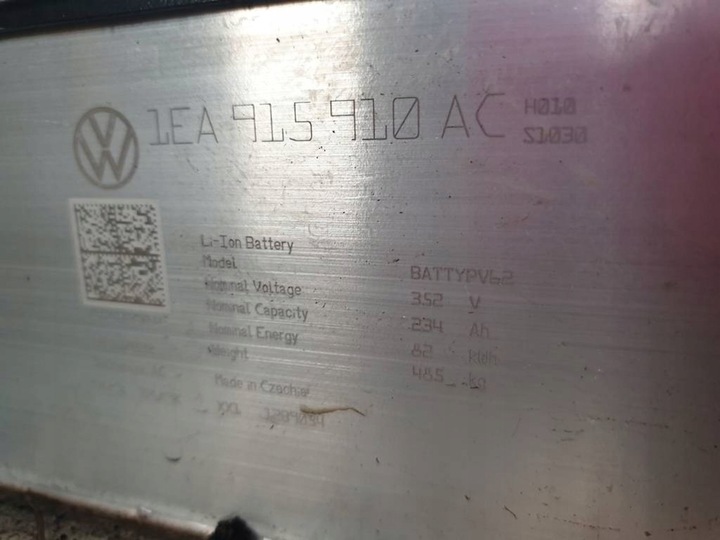 1EA 915 910 AC H010
S1030
Li-Ion Battery
Model BATTYPV62
Nominal Voltage 352 V
Nominal Capacity 234 Ah
Nominal Energy 82 kWh
Weight 485 kg
Made in Czechia